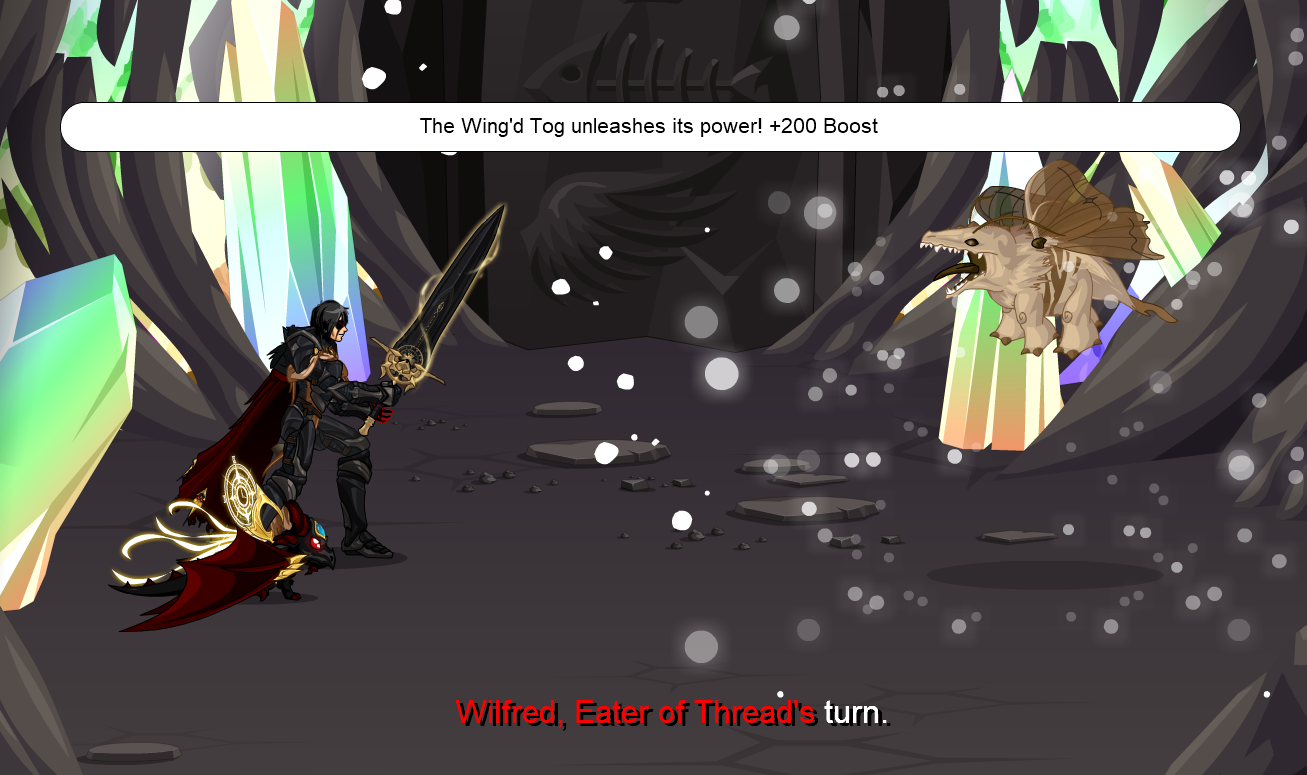 The Wing'd Tog unleashes its power! +200 Boost
Wilfred, Eater of Thread's turn.